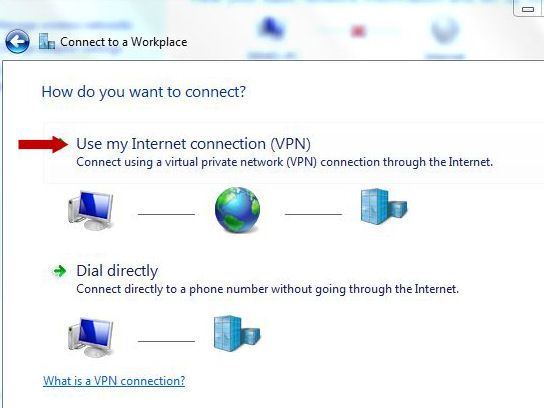 Connect to a Workplace
How do you want to connect?
Use my Internet connection (VPN)
Connect using a virtual private network (VPN) connection through the Internet.
Dial directly
Connect directly to a phone number without going through the Internet.
What is a VPN connection?